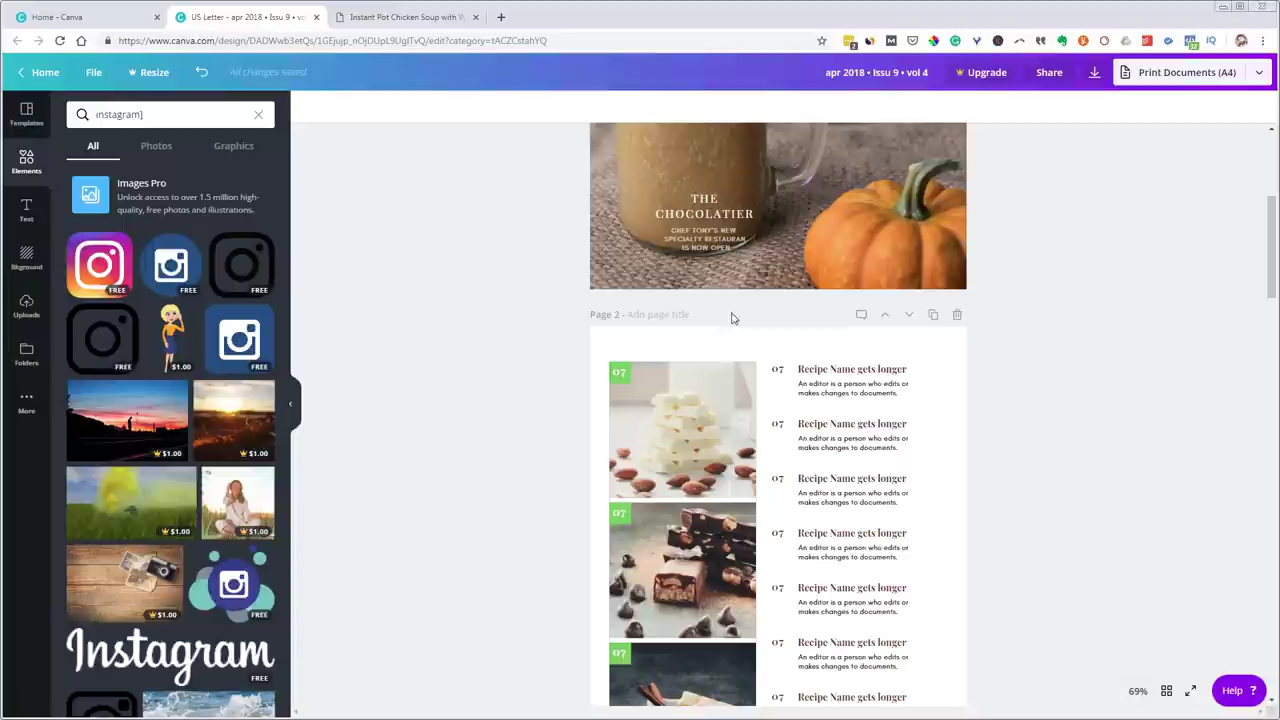 Home - Canva
US Letter - apr 2018 • Issu 9 • vo
Instant Pot Chicken Soup with W
https://www.canva.com/design/DADWwb3etQs/1GEjujp_nOjDUpL9UgITvQ/edit?category=tACZCstahYQ
Home
File
Resize
All changes saved
apr 2018 • Issu 9 • vol 4
Upgrade
Share
Print Documents (A4)
Templates
Elements
Text
Bkground
Uploads
Folders
More
instagram]
All
Photos
Graphics
Images Pro
Unlock access to over 1.5 million high-
quality, free photos and illustrations.
FREE
FREE
FREE
FREE
$1.00
FREE
$1.00
$1.00
$1.00
$1.00
$1.00
FREE
Instagram
FREE
THE
CHOCOLATIER
CHEF TORY'S NEW
SPECIALTY RESTAURAN
IS NOW OPEN
Page 2 - Add page title
07
07
07
07 Recipe Name gets longer
An editor is a person who edits or
makes changes to documents.
07 Recipe Name gets longer
An editor is a person who edits or
makes changes to documents.
07 Recipe Name gets longer
An editor is a person who edits or
makes changes to documents.
07 Recipe Name gets longer
An editor is a person who edits or
makes changes to documents.
07 Recipe Name gets longer
An editor is a person who edits or
makes changes to documents.
07 Recipe Name gets longer
An editor is a person who edits or
makes changes to documents.
07 Recipe Name gets longer
69%
Help ?